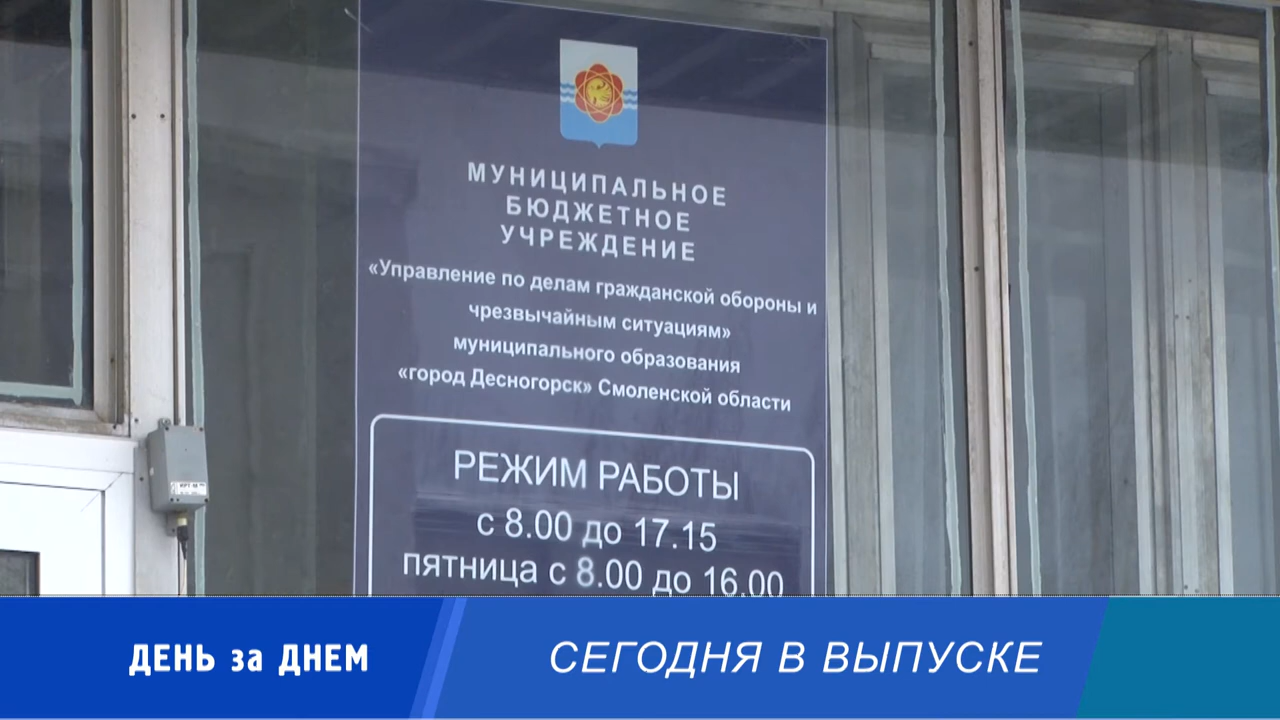 МУНИЦИПАЛЬНОЕ
БЮДЖЕТНОЕ
УЧРЕЖДЕНИЕ
«Управление по делам гражданской обороны и
чрезвычайным ситуациям»
муниципального образования
«город Десногорск» Смоленской области
РЕЖИМ РАБОТЫ
с 8.00 до 17.15
пятница с 8.00 до 16.00
ДЕНЬ за ДНЕМ
СЕГОДНЯ В ВЫПУСКЕ